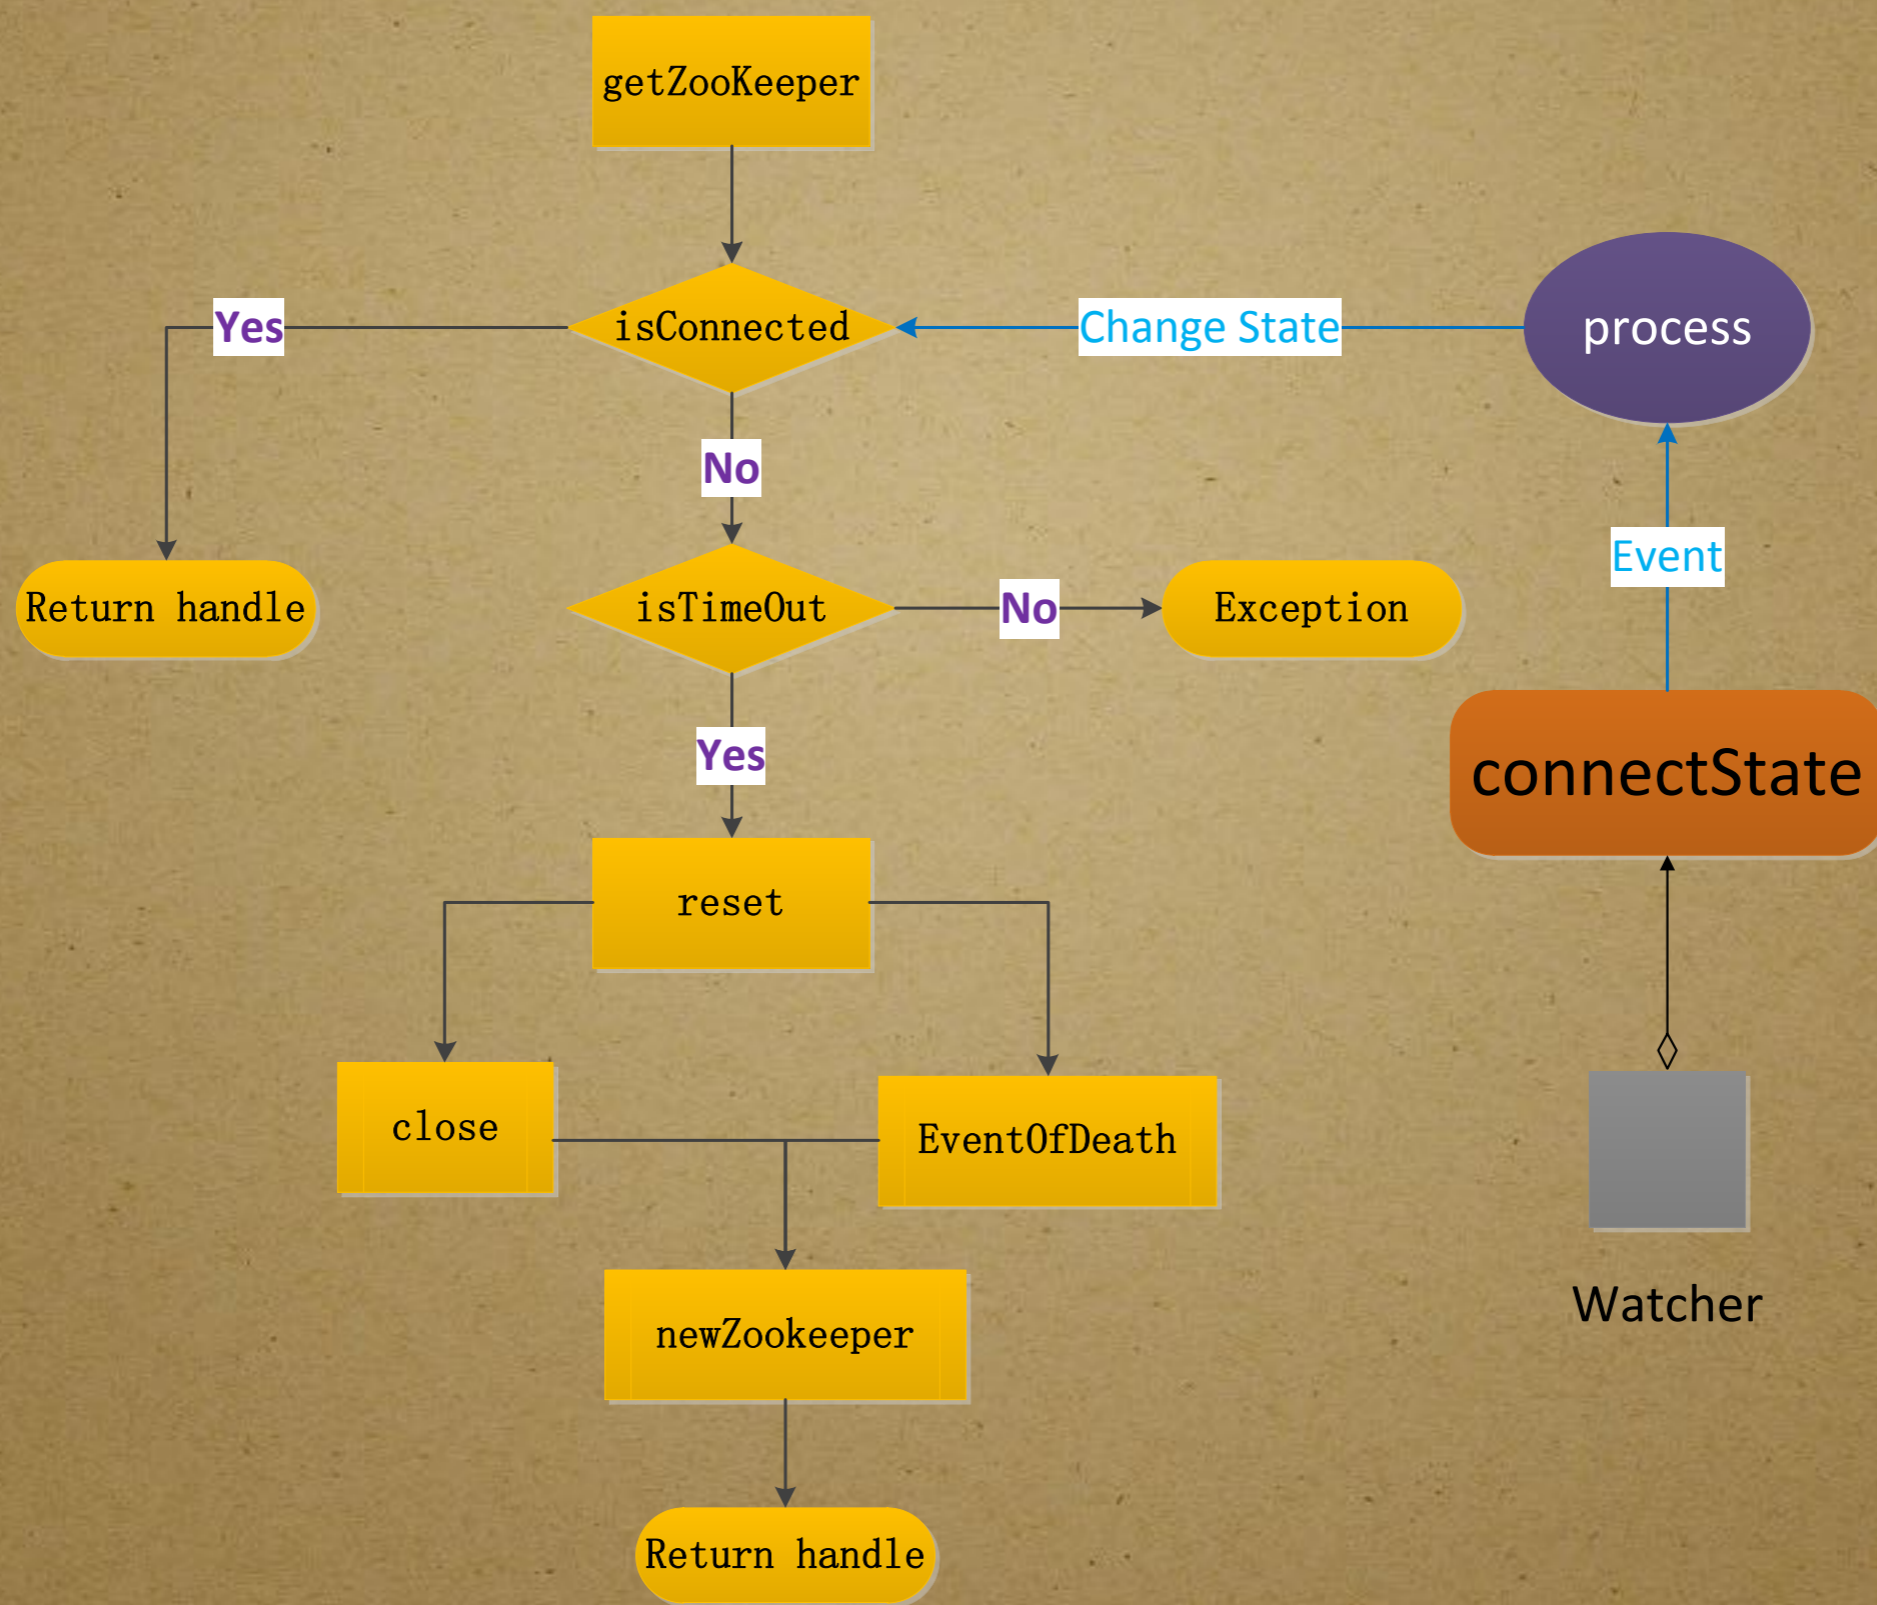 getZooKeeper
Yes
isConnected
Change State
process
No
Event
Return handle
isTimeOut
No
Exception
Yes
connectState
reset
close
EventOfDeath
Watcher
newZookeeper
Return handle